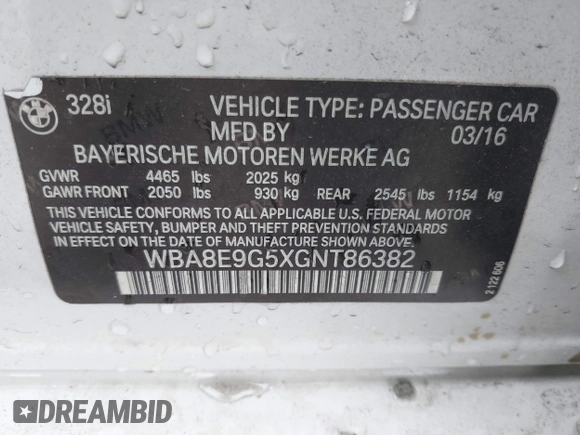 328i VEHICLE TYPE: PASSENGER CAR
MFD BY 03/16
BAYERISCHE MOTOREN WERKE AG
GVWR 4465 lbs 2025 kg
GAWR FRONT 2050 lbs 930 kg REAR 2545 lbs 1154 kg
THIS VEHICLE CONFORMS TO ALL APPLICABLE U.S. FEDERAL MOTOR
VEHICLE SAFETY, BUMPER AND THEFT PREVENTION STANDARDS
IN EFFECT ON THE DATE OF MANUFACTURE SHOWN ABOVE.
WBA8E9G5XGNT86382
2 122 606
DREAMBID